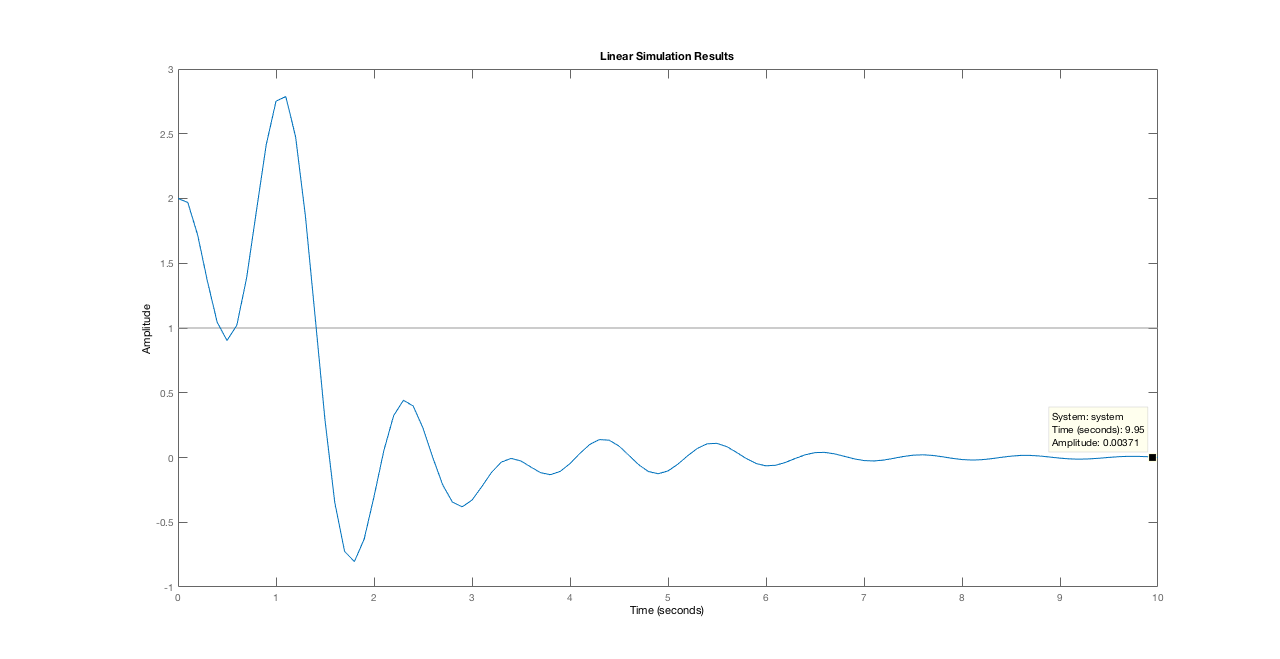 Linear Simulation Results
3
2.5
2
1.5
1
0.5
0
-0.5
-1
Amplitude
System: system
Time (seconds): 9.95
Amplitude: 0.00371
0 1 2 3 4 5 6 7 8 9 10
Time (seconds)